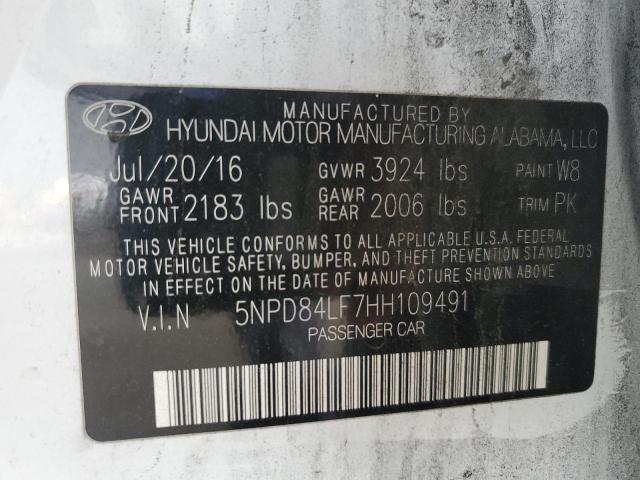 MANUFACTURED BY
HYUNDAI MOTOR MANUFACTURING ALABAMA, LLC
Jul/20/16 GVWR 3924 lbs PAINT W8
GAWR FRONT 2183 lbs GAWR REAR 2006 lbs TRIM PK
THIS VEHICLE CONFORMS TO ALL APPLICABLE U.S.A. FEDERAL
MOTOR VEHICLE SAFETY, BUMPER, AND THEFT PREVENTION STANDARDS
IN EFFECT ON THE DATE OF MANUFACTURE SHOWN ABOVE
V.I.N 5NPD84LF7HH109491
PASSENGER CAR